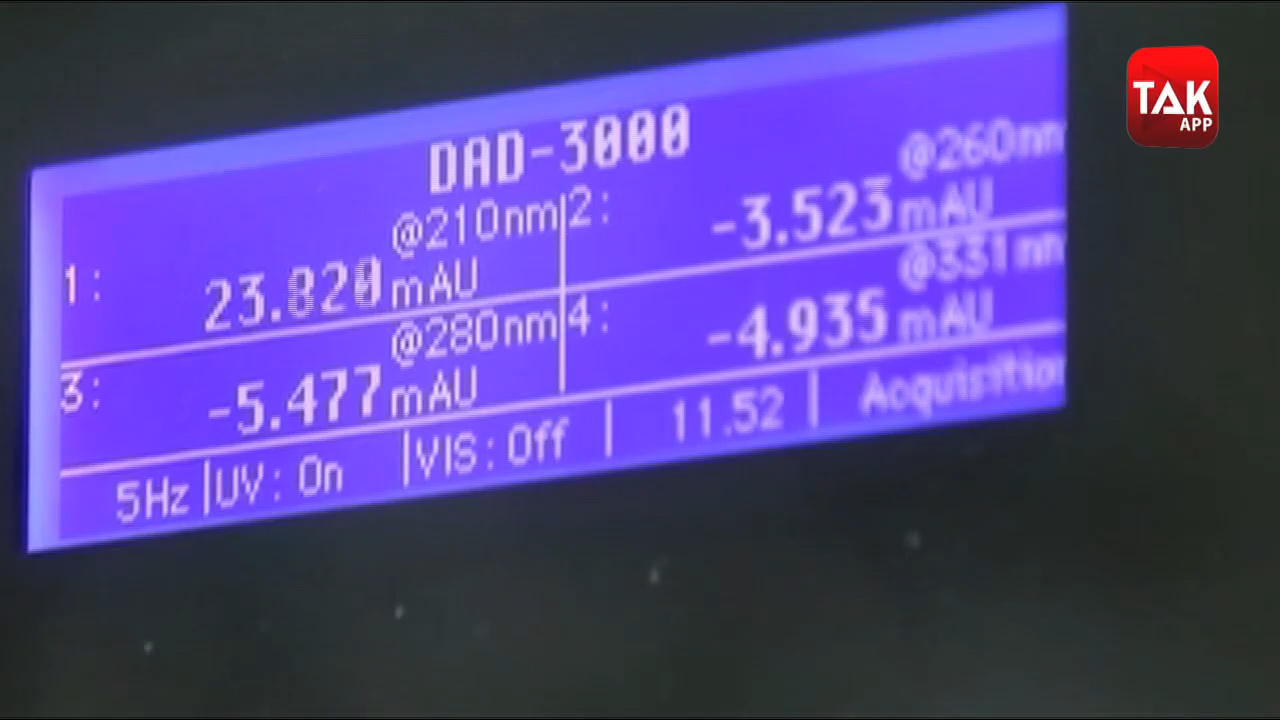 DAD-3000
1: 23.820 mAU @210nm
2: -3.523 mAU @260nm
3: -5.477 mAU @280nm
4: -4.935 mAU @331nm
5Hz UV: On VIS: Off 11.52 Acquisition
TAK
APP